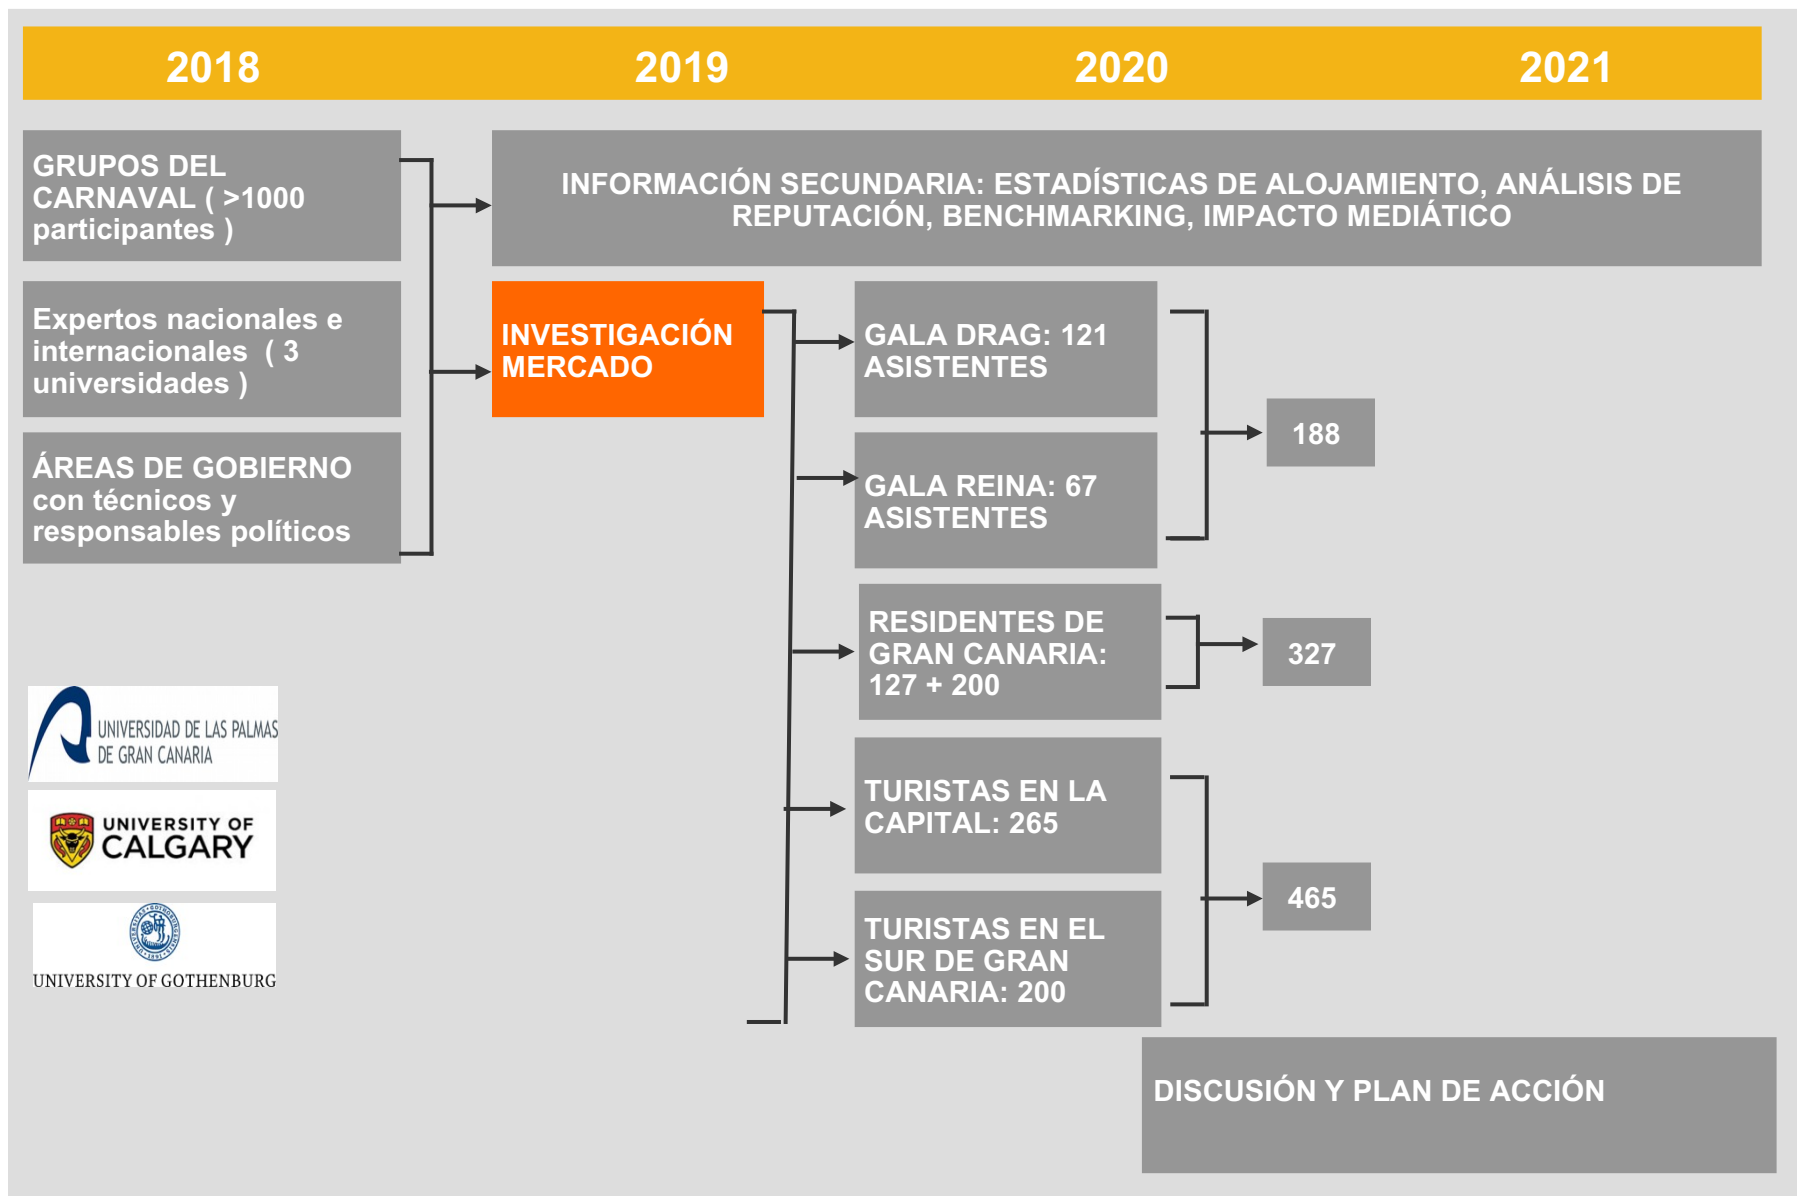 2018 2019 2020 2021
GRUPOS DEL
CARNAVAL ( >1000
participantes )
INFORMACIÓN SECUNDARIA: ESTADÍSTICAS DE ALOJAMIENTO, ANÁLISIS DE
REPUTACIÓN, BENCHMARKING, IMPACTO MEDIÁTICO
Expertos nacionales e
internacionales ( 3
universidades )
ÁREAS DE GOBIERNO
con técnicos y
responsables políticos
INVESTIGACIÓN
MERCADO
GALA DRAG: 121
ASISTENTES
GALA REINA: 67
ASISTENTES
188
RESIDENTES DE
GRAN CANARIA:
127 + 200
327
TURISTAS EN LA
CAPITAL: 265
TURISTAS EN EL
SUR DE GRAN
CANARIA: 200
465
UNIVERSIDAD DE LAS PALMAS
DE GRAN CANARIA
UNIVERSITY OF
CALGARY
UNIVERSITY OF GOTHENBURG
DISCUSIÓN Y PLAN DE ACCIÓN